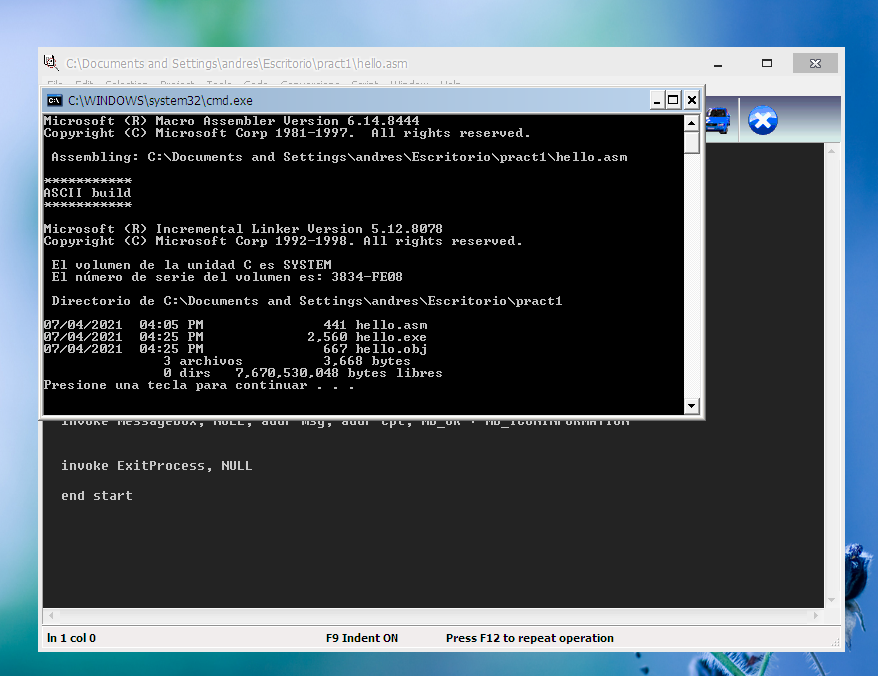 C:\Documents and Settings\andres\Escritorio\pract1\hello.asm
C:\WINDOWS\system32\cmd.exe
Microsoft (R) Macro Assembler Version 6.14.8444
Copyright (C) Microsoft Corp 1981-1997.  All rights reserved.
Assembling: C:\Documents and Settings\andres\Escritorio\pract1\hello.asm
***********
ASCII build
***********
Microsoft (R) Incremental Linker Version 5.12.8078
Copyright (C) Microsoft Corp 1992-1998. All rights reserved.
El volumen de la unidad C es SYSTEM
El número de serie del volumen es: 3834-FE08
Directorio de C:\Documents and Settings\andres\Escritorio\pract1
07/04/2021  04:05 PM               441 hello.asm
07/04/2021  04:25 PM             2,560 hello.exe
07/04/2021  04:25 PM               667 hello.obj
3 archivos          3,668 bytes
0 dirs   7,670,530,048 bytes libres
Presione una tecla para continuar . . .
invoke MessageBox, NULL, addr msg, addr cpt, MB_OK + MB_ICONINFORMATION
invoke ExitProcess, NULL
end start
ln 1 col 0
F9 Indent ON
Press F12 to repeat operation